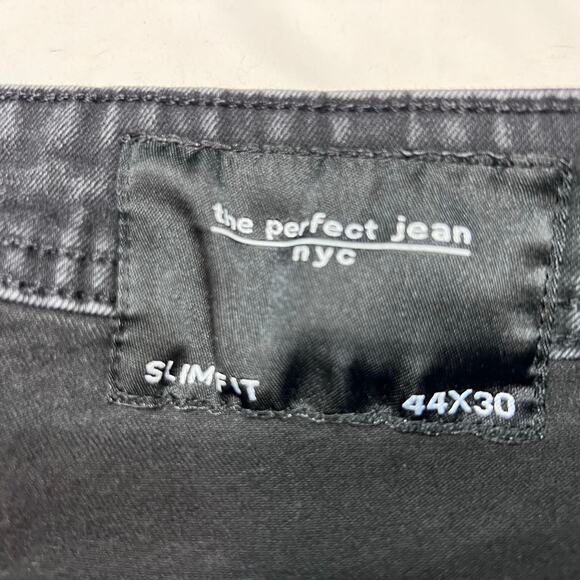 the perfect jean
nyc
SLIMFIT
44X30